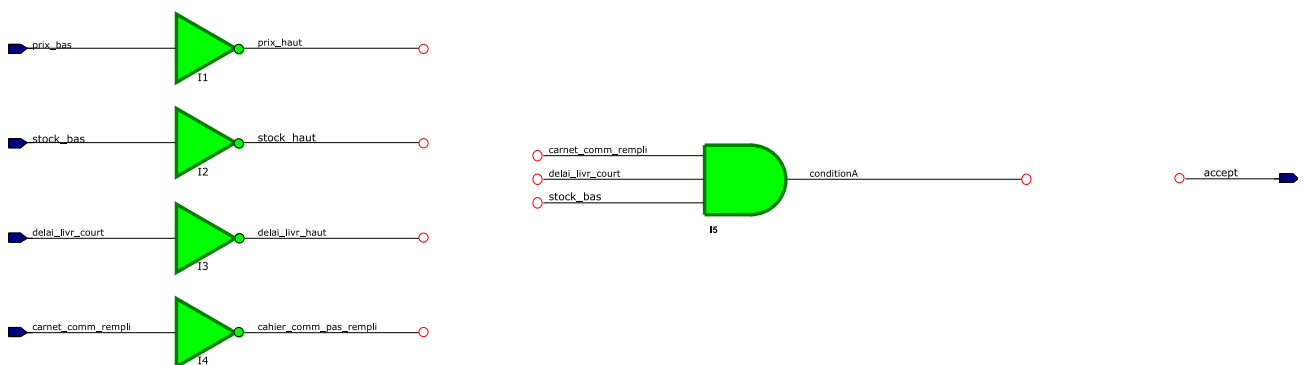 prix_bas
prix_haut
I1
stock_bas
stock_haut
I2
delai_livr_court
delai_livr_haut
I3
carnet_comm_rempli
cahier_comm_pas_rempli
I4
carnet_comm_rempli
delai_livr_court
stock_bas
conditionA
I5
accept